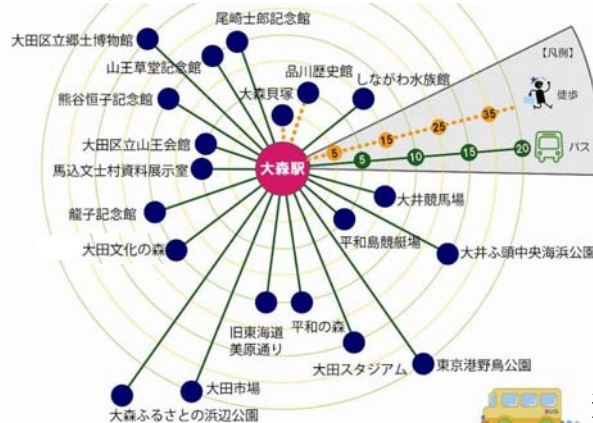 尾崎士郎記念館
大田区立郷土博物館
山王草堂記念館
品川歴史館
しながわ水族館
大森貝塚
熊谷恒子記念館
【凡例】
徒歩
5
15
25
35
バス
5
10
15
20
大田区立山王会館
大森駅
馬込文士村資料展示室
大井競馬場
龍子記念館
平和島競艇場
大田文化の森
大井ふ頭中央海浜公園
旧東海道
美原通り
平和の森
大田スタジアム
東京港野鳥公園
大田市場
大森ふるさとの浜辺公園
BUS